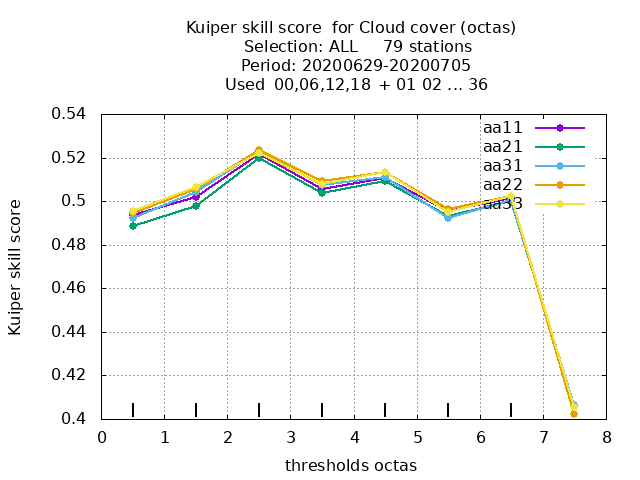 Kuiper skill score  for Cloud cover (octas)
Selection: ALL     79 stations
Period: 20200629-20200705
Used  00,06,12,18 + 01 02 ... 36
0.54
0.52
0.5
0.48
0.46
0.44
0.42
0.4
Kuiper skill score
aa11
aa21
aa31
aa22
aa33
0 1 2 3 4 5 6 7 8
thresholds octas